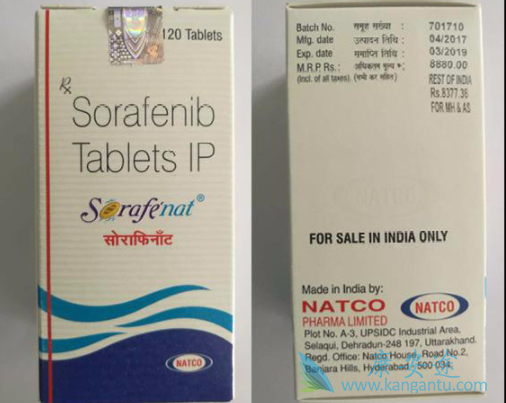 120 Tablets
Rx
Sorafenib
Tablets IP
Sorafenat®
सोराफिनॅाट
NATCO
Batch No. समूह संख्या : 701710
Mfg. date उत्पादन तिथि : 04/2017
Exp. date समाप्ति तिथि : 03/2019
M.R.P. Rs.: अधिकतम मूल्य रु.: 8880.00
(Incl. of all taxes) (सभी कर सहित) REST OF INDIA
Rs.8377.36
FOR MH & AS
FOR SALE IN INDIA ONLY
Made in India by:
NATCO
PHARMA LIMITED
NATCO
Plot No. A-3, UPSIDC Industrial Area,
Selaqui, Dehradun-248 197, Uttarakhand.
Regd. Office: Natco House, Road No.2,
Banjara Hills, Hyderabad - 500 034;
康安途
www.kangantu.com